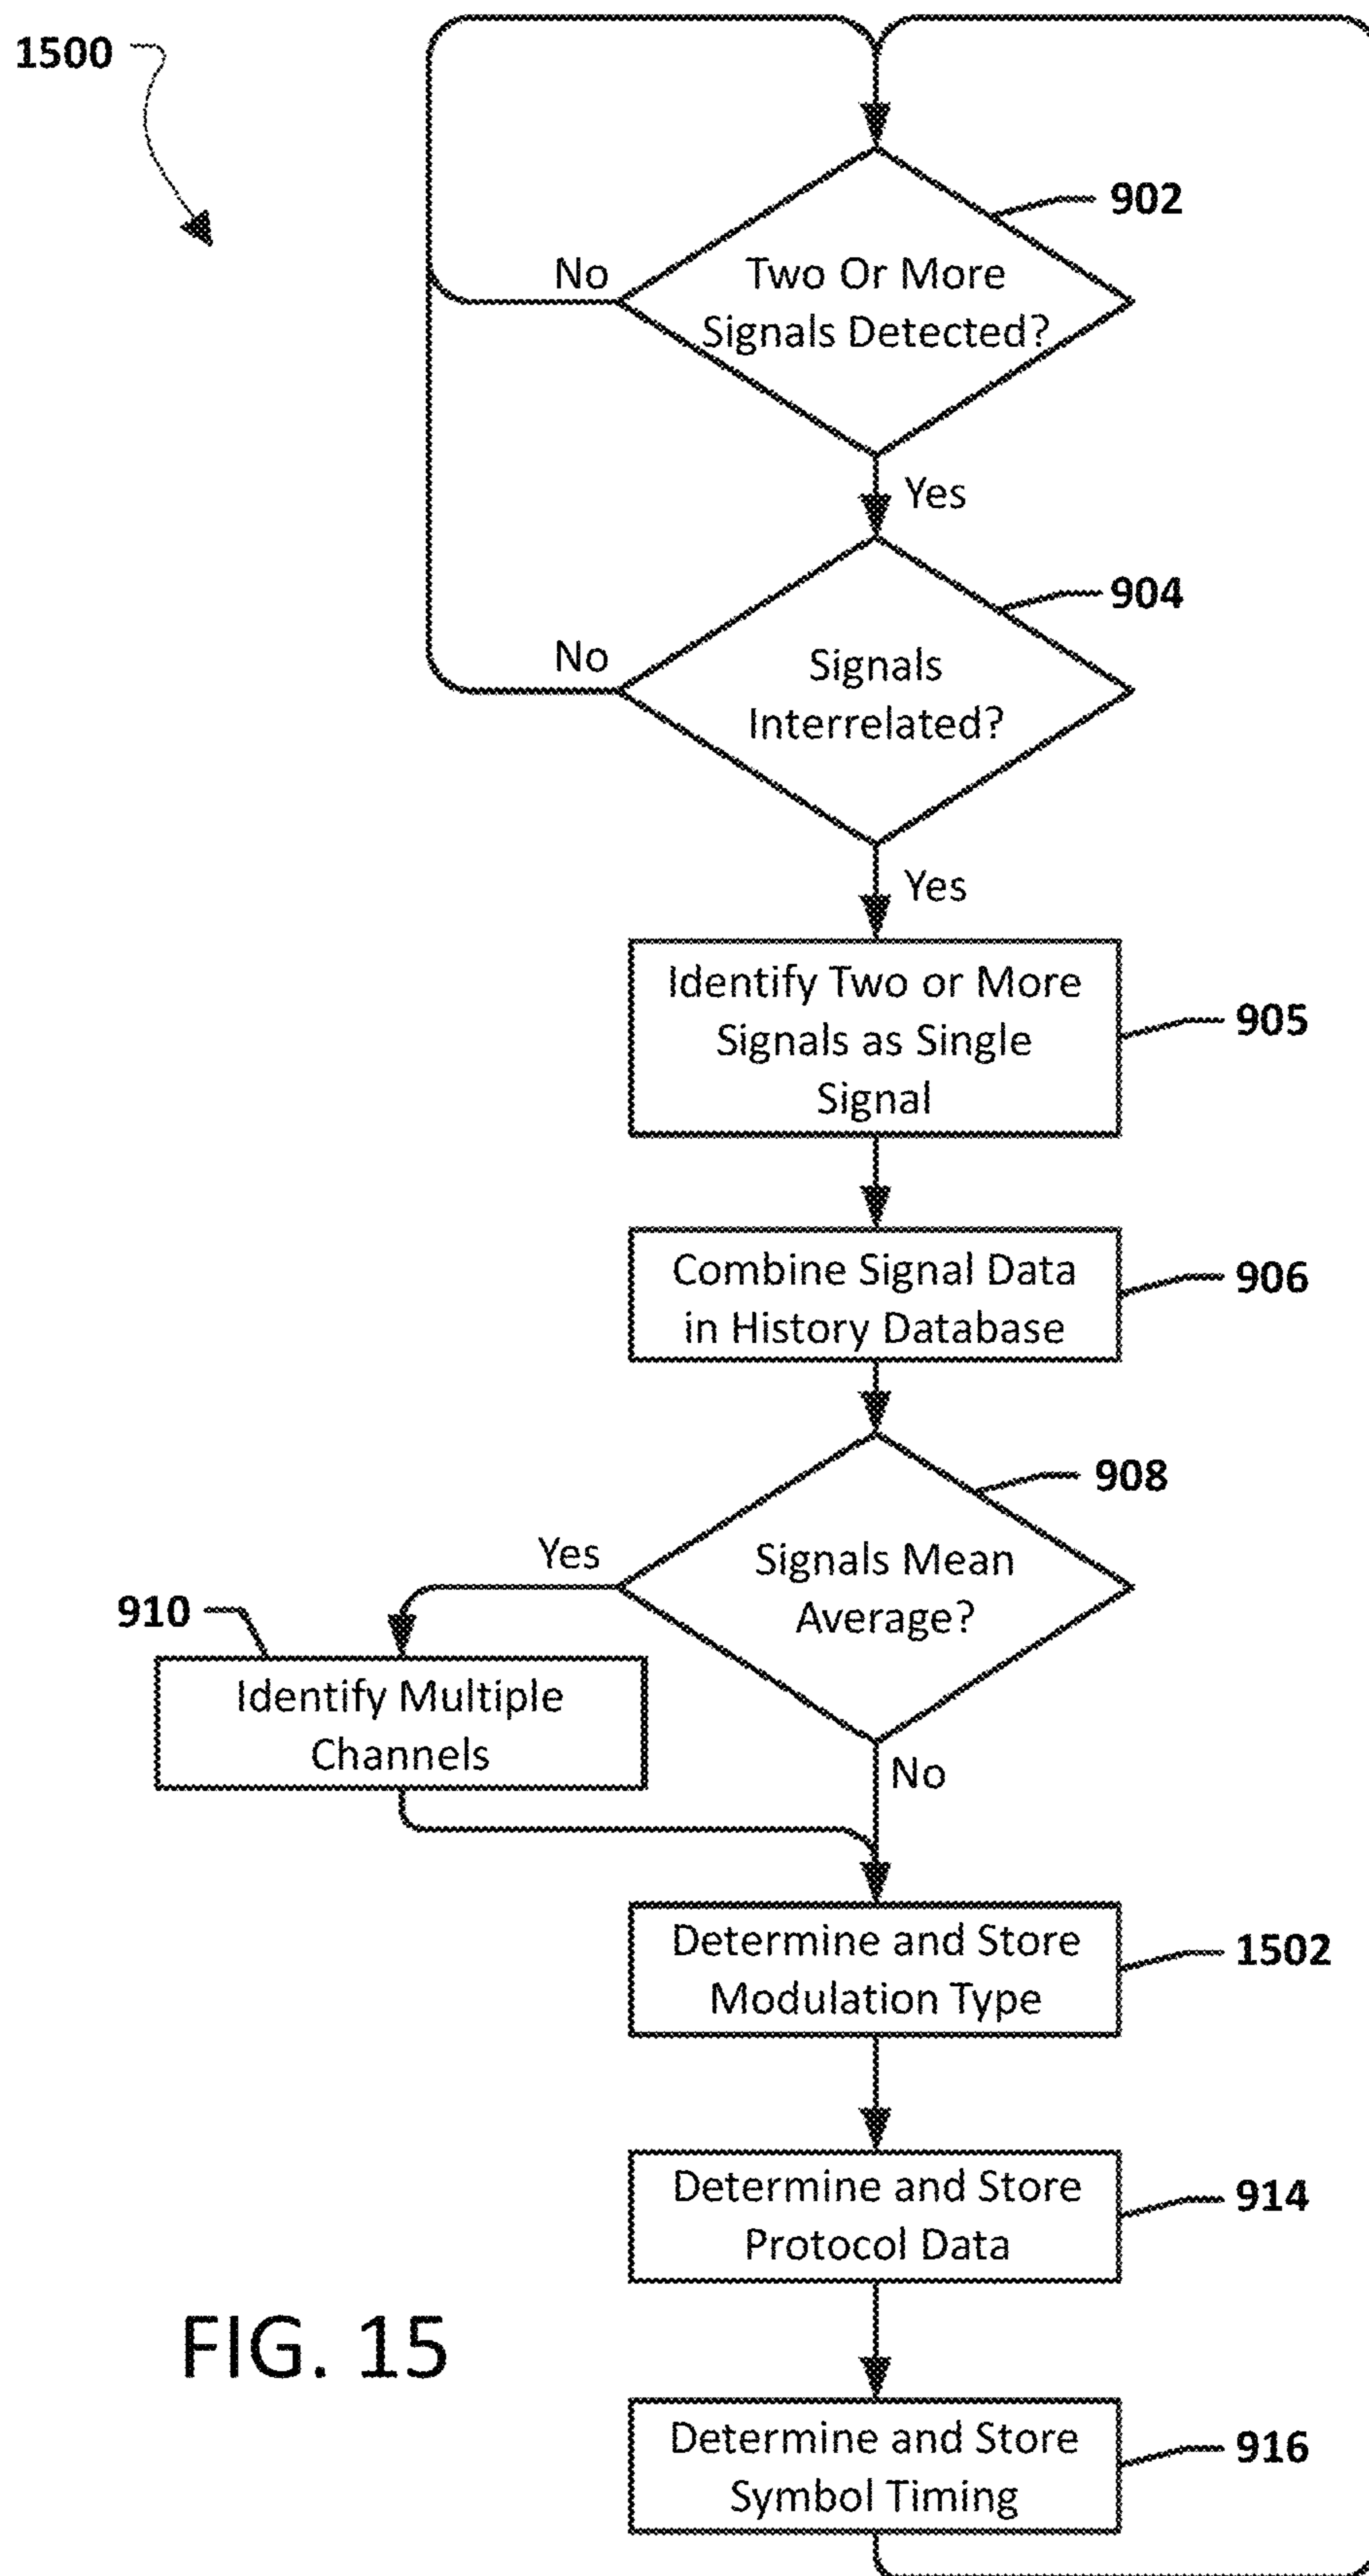 1500
902
No
Two Or More
Signals Detected?
Yes
904
No
Signals
Interrelated?
Yes
Identify Two or More
Signals as Single
Signal
905
Combine Signal Data
in History Database
906
908
Yes
Signals Mean
Average?
910
Identify Multiple
Channels
No
Determine and Store
Modulation Type
1502
Determine and Store
Protocol Data
914
FIG. 15
Determine and Store
Symbol Timing
916